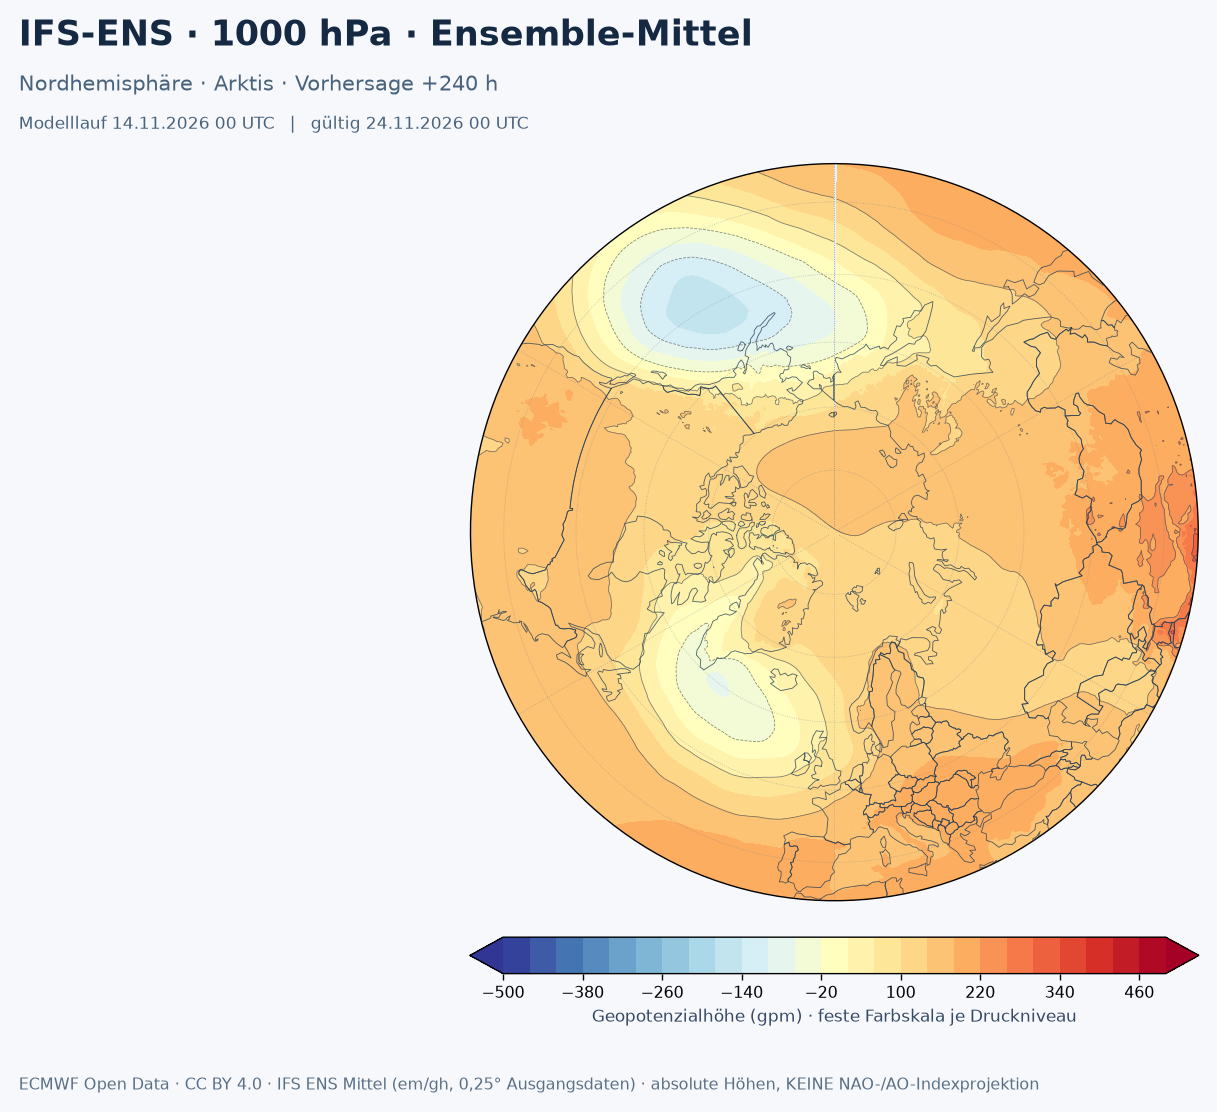 IFS-ENS · 1000 hPa · Ensemble-Mittel
Nordhemisphäre · Arktis · Vorhersage +240 h
Modelllauf 14.11.2026 00 UTC | gültig 24.11.2026 00 UTC
−500 −380 −260 −140 −20 100 220 340 460
Geopotenzialhöhe (gpm) · feste Farbskala je Druckniveau
ECMWF Open Data · CC BY 4.0 · IFS ENS Mittel (em/gh, 0,25° Ausgangsdaten) · absolute Höhen, KEINE NAO-/AO-Indexprojektion